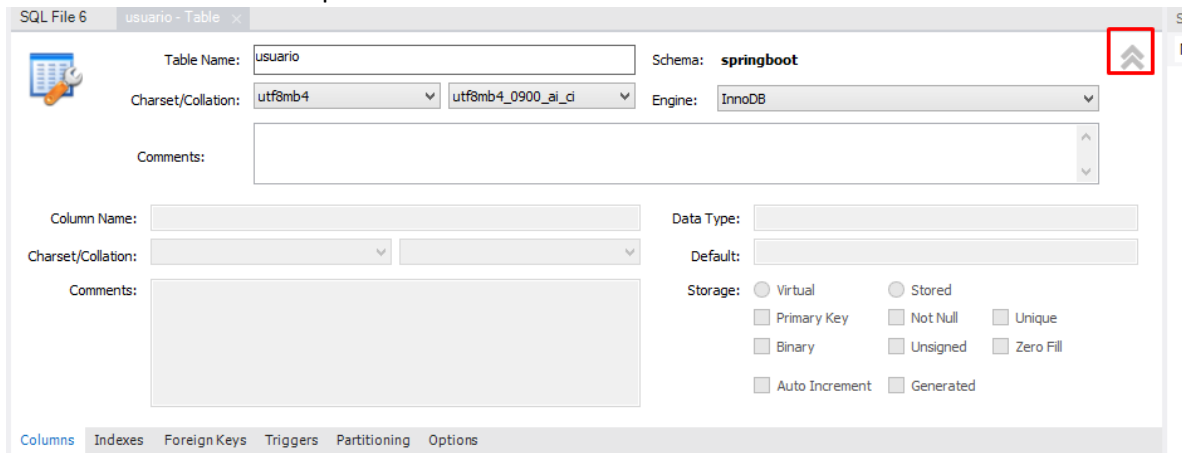 SQL File 6 usuario - Table
Table Name: usuario Schema: springboot
Charset/Collation: utf8mb4 utf8mb4_0900_ai_ci Engine: InnoDB
Comments:
Column Name: Data Type:
Charset/Collation: Default:
Comments: Storage: Virtual Stored
Primary Key Not Null Unique
Binary Unsigned Zero Fill
Auto Increment Generated
Columns Indexes Foreign Keys Triggers Partitioning Options